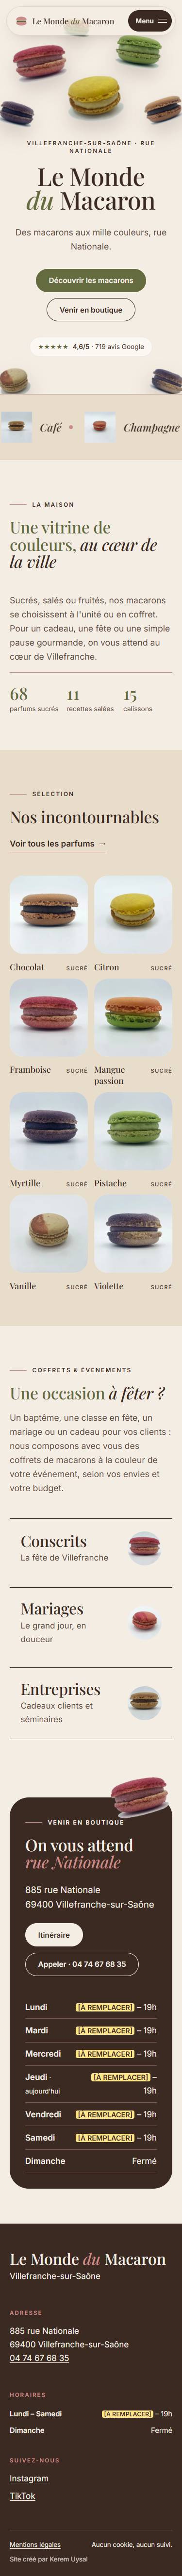 Le Monde du Macaron
Menu
VILLEFRANCHE-SUR-SAÔNE · RUE
NATIONALE
Le Monde
du Macaron
Des macarons aux mille couleurs, rue
Nationale.
Découvrir les macarons
Venir en boutique
★★★★★ 4,6/5 · 719 avis Google
Café • Champagne
LA MAISON
Une vitrine de
couleurs, au cœur de
la ville
Sucrés, salés ou fruités, nos macarons
se choisissent à l'unité ou en coffret.
Pour un cadeau, une fête ou une simple
pause gourmande, on vous attend au
cœur de Villefranche.
68 11 15
parfums sucrés recettes salées calissons
SÉLECTION
Nos incontournables
Voir tous les parfums →
Chocolat SUCRÉ Citron SUCRÉ
Framboise SUCRÉ Mangue SUCRÉ
passion
Myrtille SUCRÉ Pistache SUCRÉ
Vanille SUCRÉ Violette SUCRÉ
COFFRETS & ÉVÉNEMENTS
Une occasion à fêter ?
Un baptême, une classe en fête, un
mariage ou un cadeau pour vos clients :
nous composons avec vous des
coffrets de macarons à la couleur de
votre événement, selon vos envies et
votre budget.
Conscrits
La fête de Villefranche
Mariages
Le grand jour, en
douceur
Entreprises
Cadeaux clients et
séminaires
VENIR EN BOUTIQUE
On vous attend
rue Nationale
885 rue Nationale
69400 Villefranche-sur-Saône
Itinéraire
Appeler · 04 74 67 68 35
Lundi [À REMPLACER] – 19h
Mardi [À REMPLACER] – 19h
Mercredi [À REMPLACER] – 19h
Jeudi · [À REMPLACER] –
aujourd'hui 19h
Vendredi [À REMPLACER] – 19h
Samedi [À REMPLACER] – 19h
Dimanche Fermé
Le Monde du Macaron
Villefranche-sur-Saône
ADRESSE
885 rue Nationale
69400 Villefranche-sur-Saône
04 74 67 68 35
HORAIRES
Lundi – Samedi [À REMPLACER] – 19h
Dimanche Fermé
SUIVEZ-NOUS
Instagram
TikTok
Mentions légales Aucun cookie, aucun suivi.
Site créé par Kerem Uysal